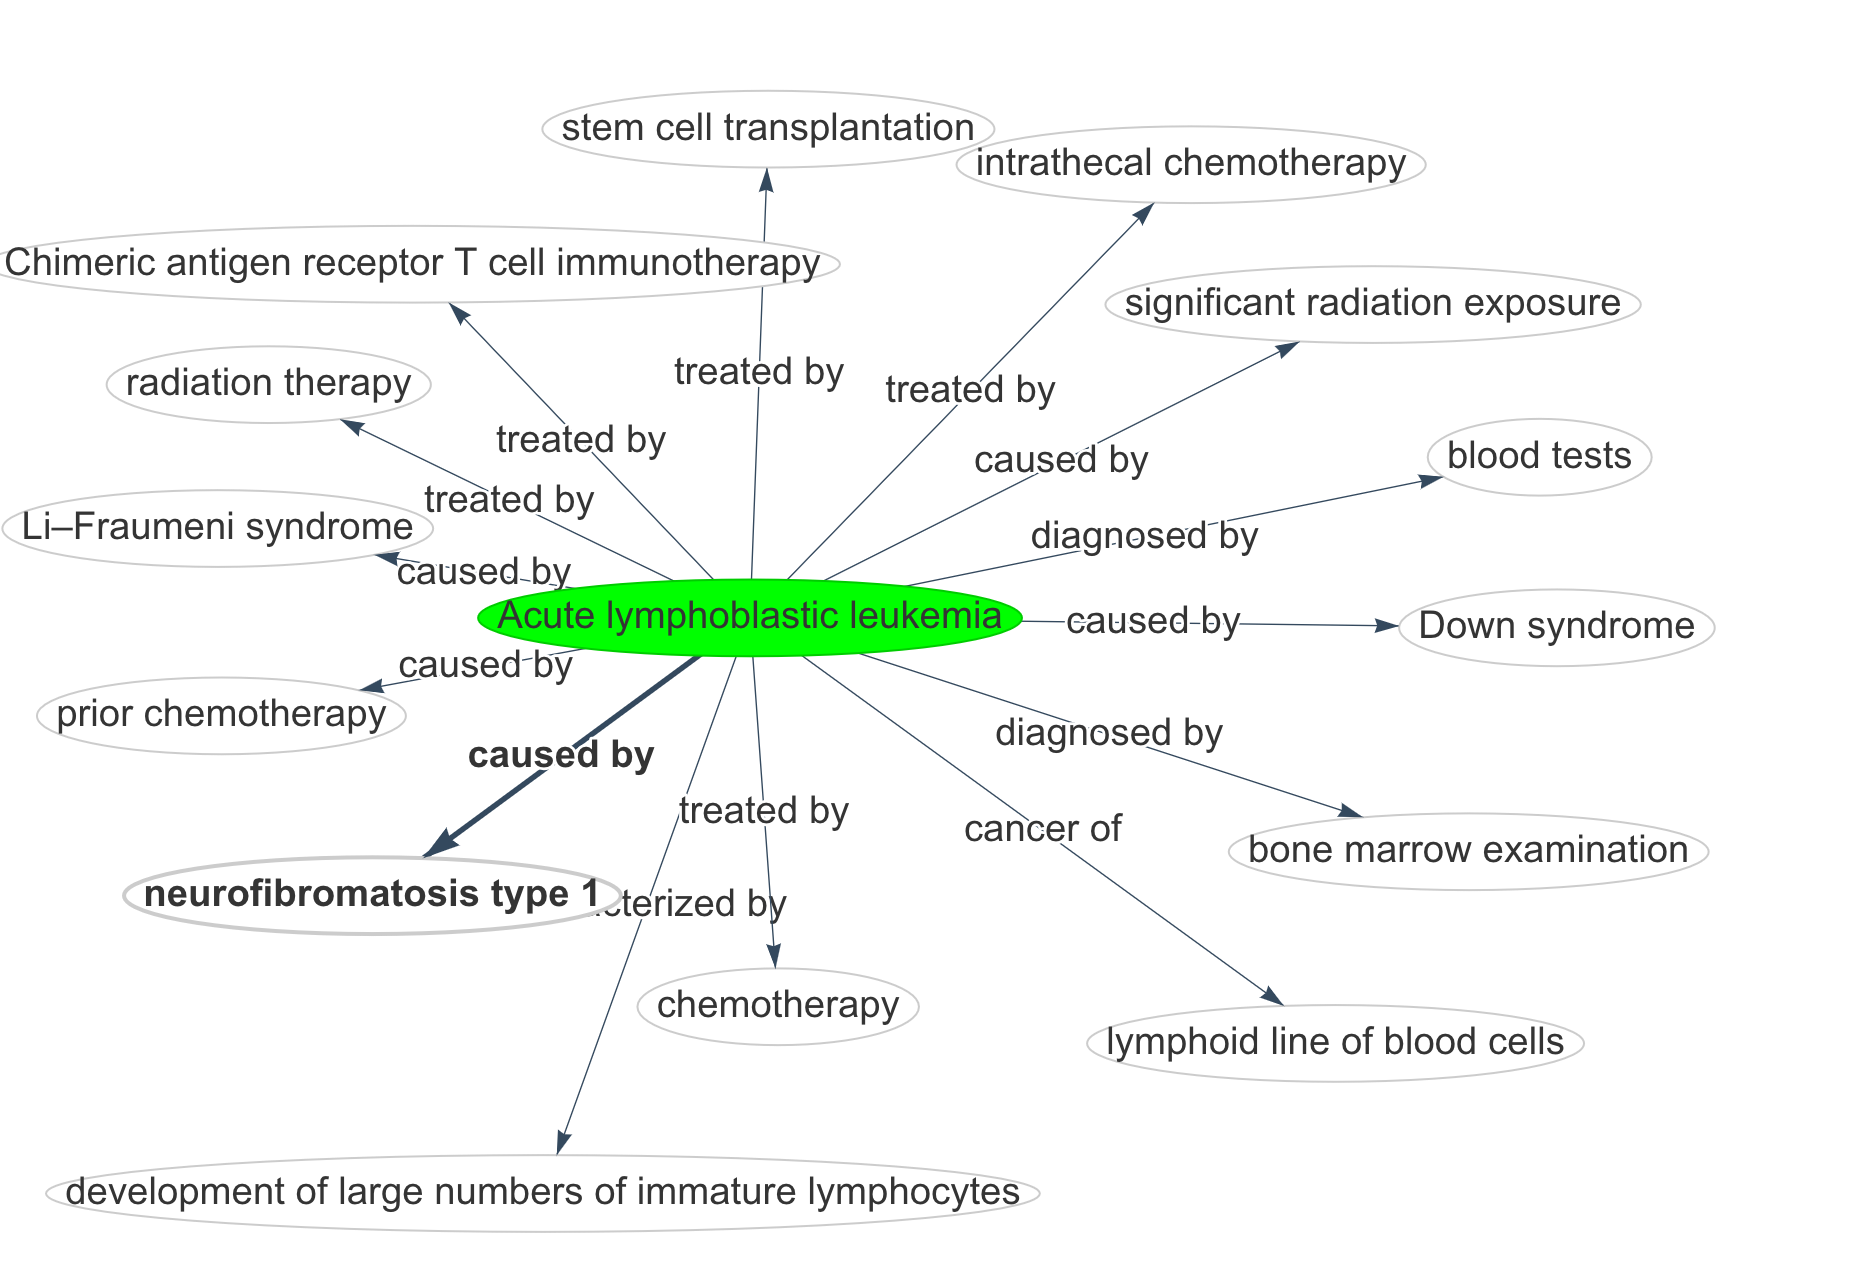 stem cell transplantation
intrathecal chemotherapy
Chimeric antigen receptor T cell immunotherapy
significant radiation exposure
treated by
radiation therapy
treated by
treated by
caused by
blood tests
treated by
Li–Fraumeni syndrome
diagnosed by
caused by
Acute lymphoblastic leukemia
caused by
Down syndrome
caused by
prior chemotherapy
diagnosed by
caused by
treated by
cancer of
bone marrow examination
neurofibromatosis type 1
cterized by
chemotherapy
lymphoid line of blood cells
development of large numbers of immature lymphocytes